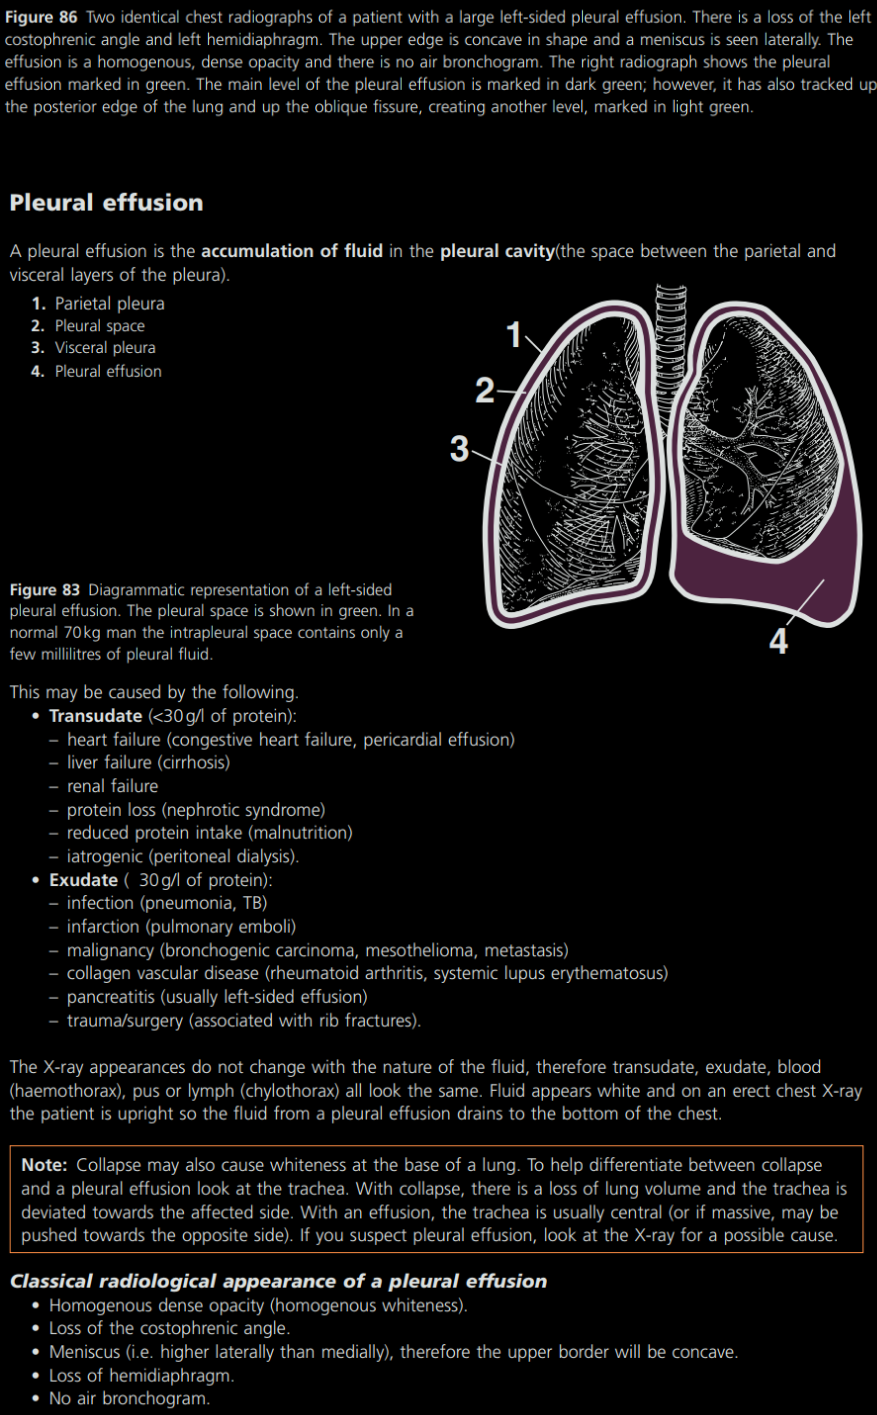 Figure 86 Two identical chest radiographs of a patient with a large left-sided pleural effusion. There is a loss of the left
costophrenic angle and left hemidiaphragm. The upper edge is concave in shape and a meniscus is seen laterally. The
effusion is a homogenous, dense opacity and there is no air bronchogram. The right radiograph shows the pleural
effusion marked in green. The main level of the pleural effusion is marked in dark green; however, it has also tracked up
the posterior edge of the lung and up the oblique fissure, creating another level, marked in light green.
Pleural effusion
A pleural effusion is the accumulation of fluid in the pleural cavity(the space between the parietal and
visceral layers of the pleura).
1. Parietal pleura
2. Pleural space
3. Visceral pleura
4. Pleural effusion
1
2
3
4
Figure 83 Diagrammatic representation of a left-sided
pleural effusion. The pleural space is shown in green. In a
normal 70kg man the intrapleural space contains only a
few millilitres of pleural fluid.
This may be caused by the following.
• Transudate (<30g/l of protein):
– heart failure (congestive heart failure, pericardial effusion)
– liver failure (cirrhosis)
– renal failure
– protein loss (nephrotic syndrome)
– reduced protein intake (malnutrition)
– iatrogenic (peritoneal dialysis).
• Exudate ( 30g/l of protein):
– infection (pneumonia, TB)
– infarction (pulmonary emboli)
– malignancy (bronchogenic carcinoma, mesothelioma, metastasis)
– collagen vascular disease (rheumatoid arthritis, systemic lupus erythematosus)
– pancreatitis (usually left-sided effusion)
– trauma/surgery (associated with rib fractures).
The X-ray appearances do not change with the nature of the fluid, therefore transudate, exudate, blood
(haemothorax), pus or lymph (chylothorax) all look the same. Fluid appears white and on an erect chest X-ray
the patient is upright so the fluid from a pleural effusion drains to the bottom of the chest.
Note: Collapse may also cause whiteness at the base of a lung. To help differentiate between collapse
and a pleural effusion look at the trachea. With collapse, there is a loss of lung volume and the trachea is
deviated towards the affected side. With an effusion, the trachea is usually central (or if massive, may be
pushed towards the opposite side). If you suspect pleural effusion, look at the X-ray for a possible cause.
Classical radiological appearance of a pleural effusion
• Homogenous dense opacity (homogenous whiteness).
• Loss of the costophrenic angle.
• Meniscus (i.e. higher laterally than medially), therefore the upper border will be concave.
• Loss of hemidiaphragm.
• No air bronchogram.